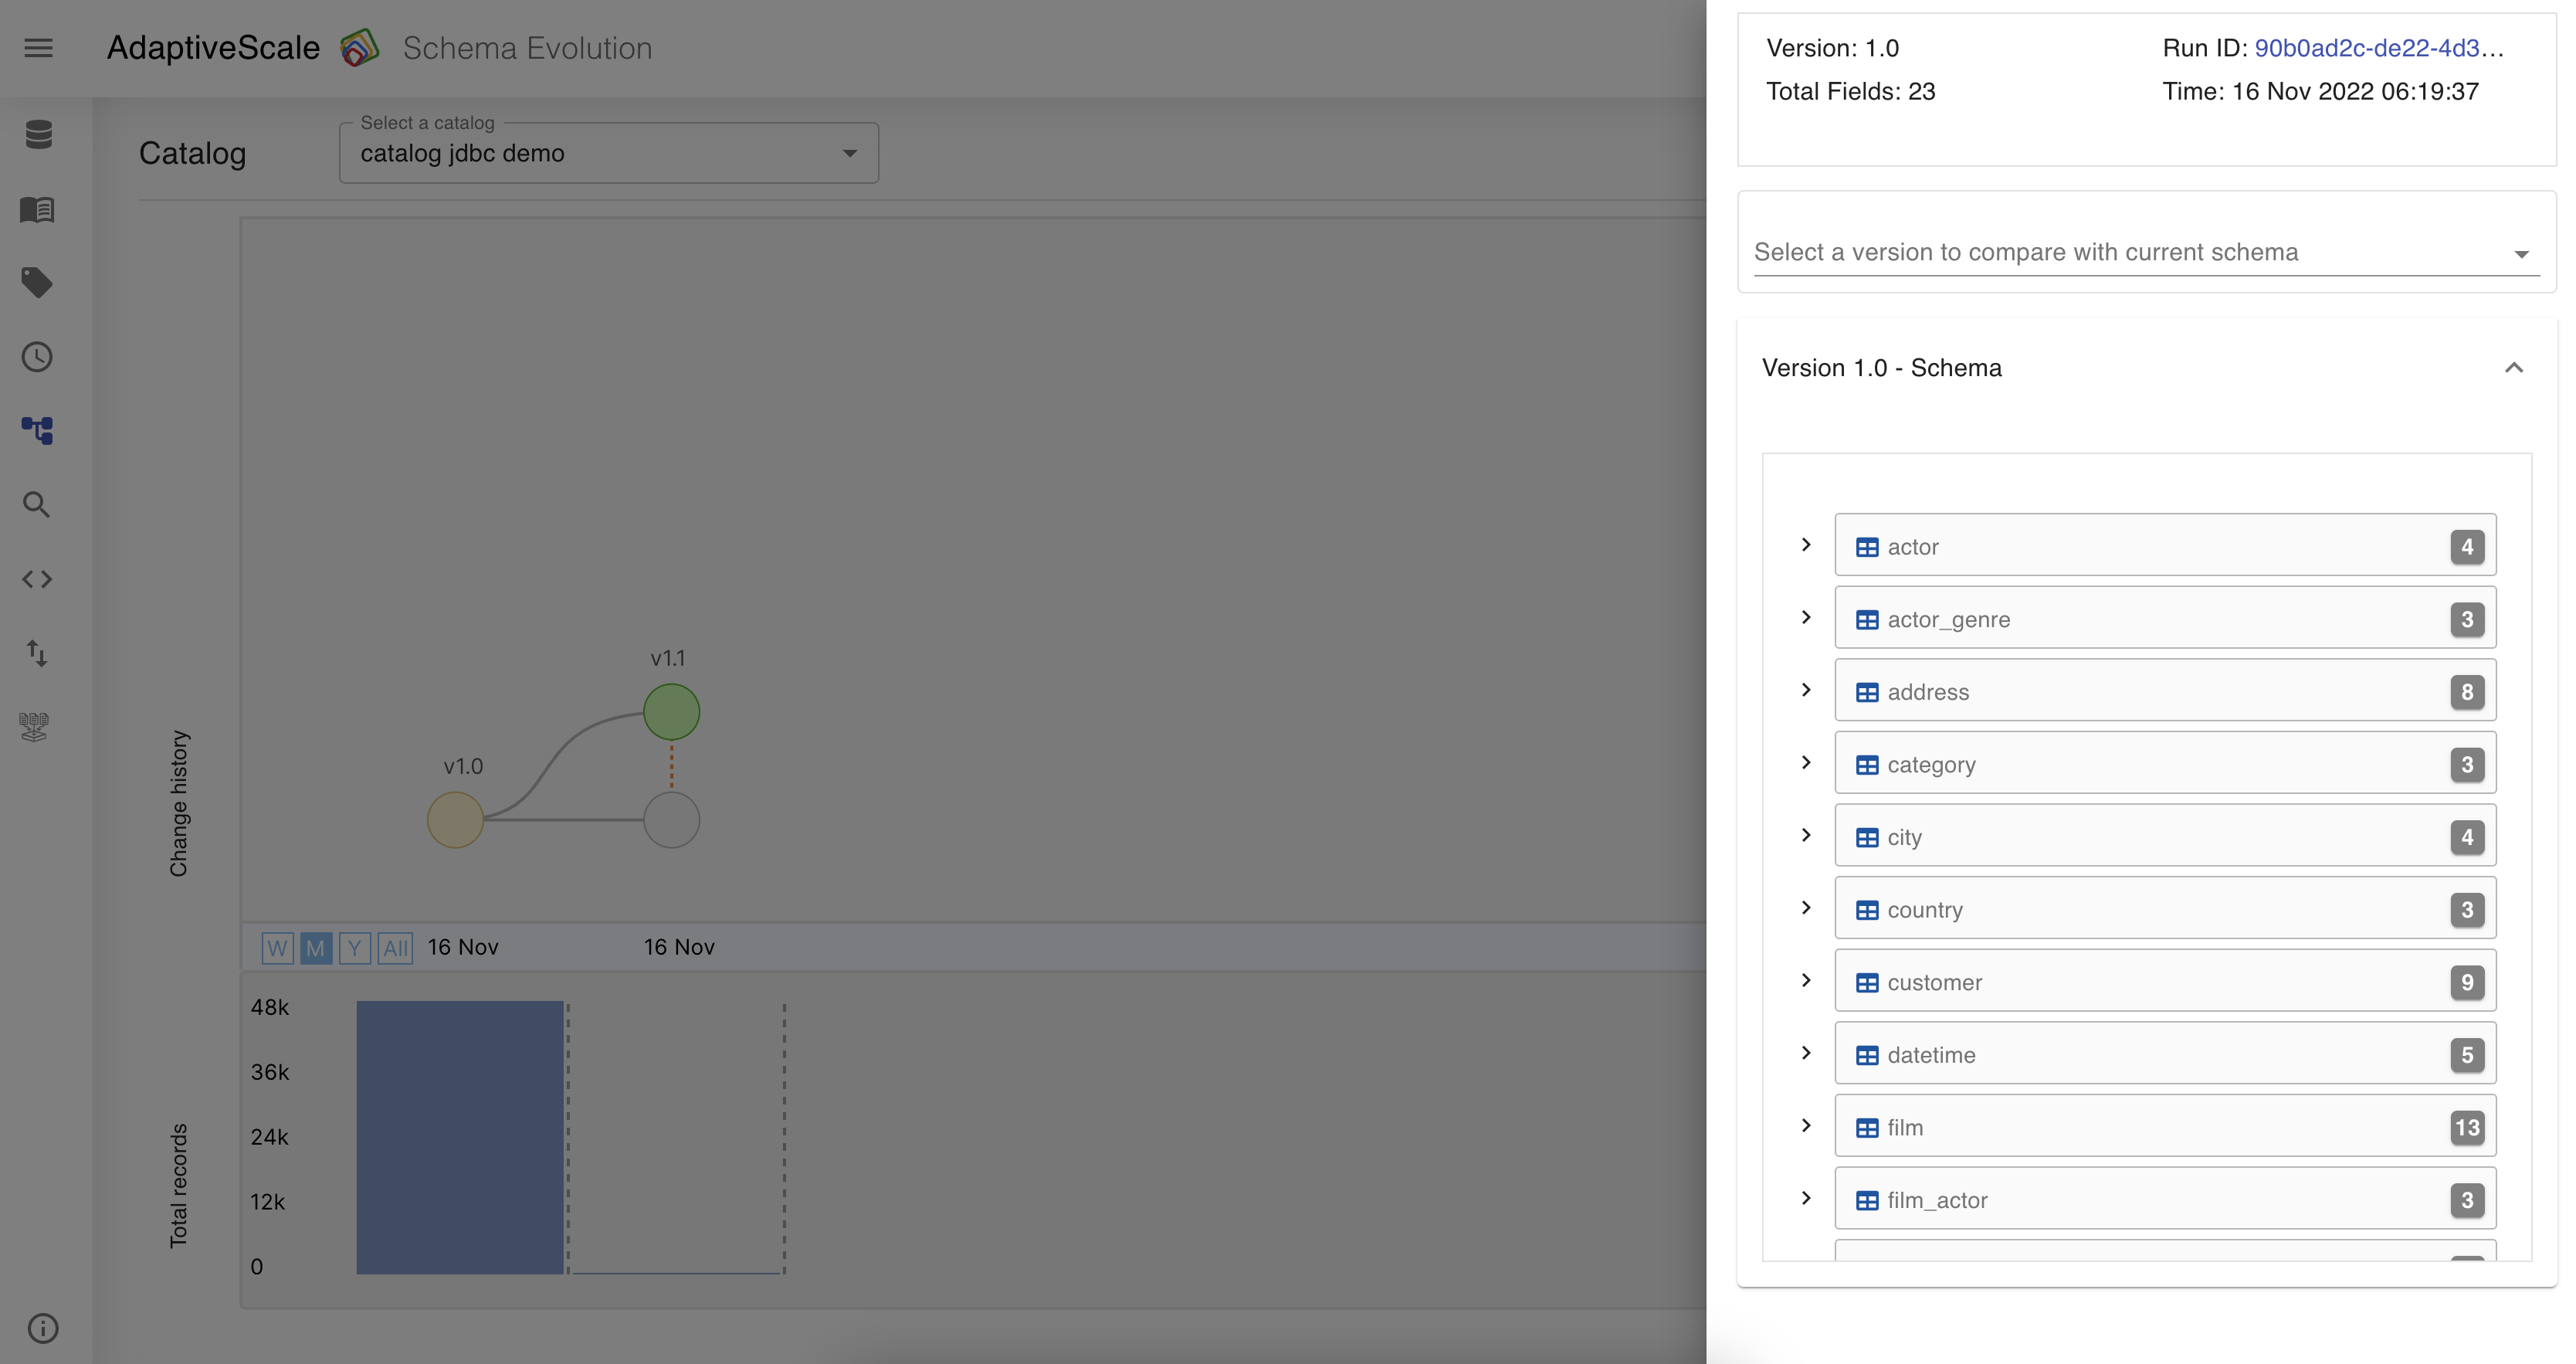 AdaptiveScale Schema Evolution
Catalog
Select a catalog
catalog jdbc demo
Change history
v1.0
v1.1
W M Y All 16 Nov 16 Nov
Total records
48k
36k
24k
12k
0
Version: 1.0
Run ID: 90b0ad2c-de22-4d3...
Total Fields: 23
Time: 16 Nov 2022 06:19:37
Select a version to compare with current schema
Version 1.0 - Schema
actor 4
actor_genre 3
address 8
category 3
city 4
country 3
customer 9
datetime 5
film 13
film_actor 3